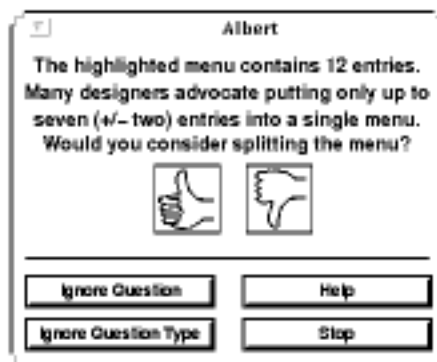 Albert
The highlighted menu contains 12 entries.
Many designers advocate putting only up to
seven (+/– two) entries into a single menu.
Would you consider splitting the menu?
Ignore Question
Help
Ignore Question Type
Stop